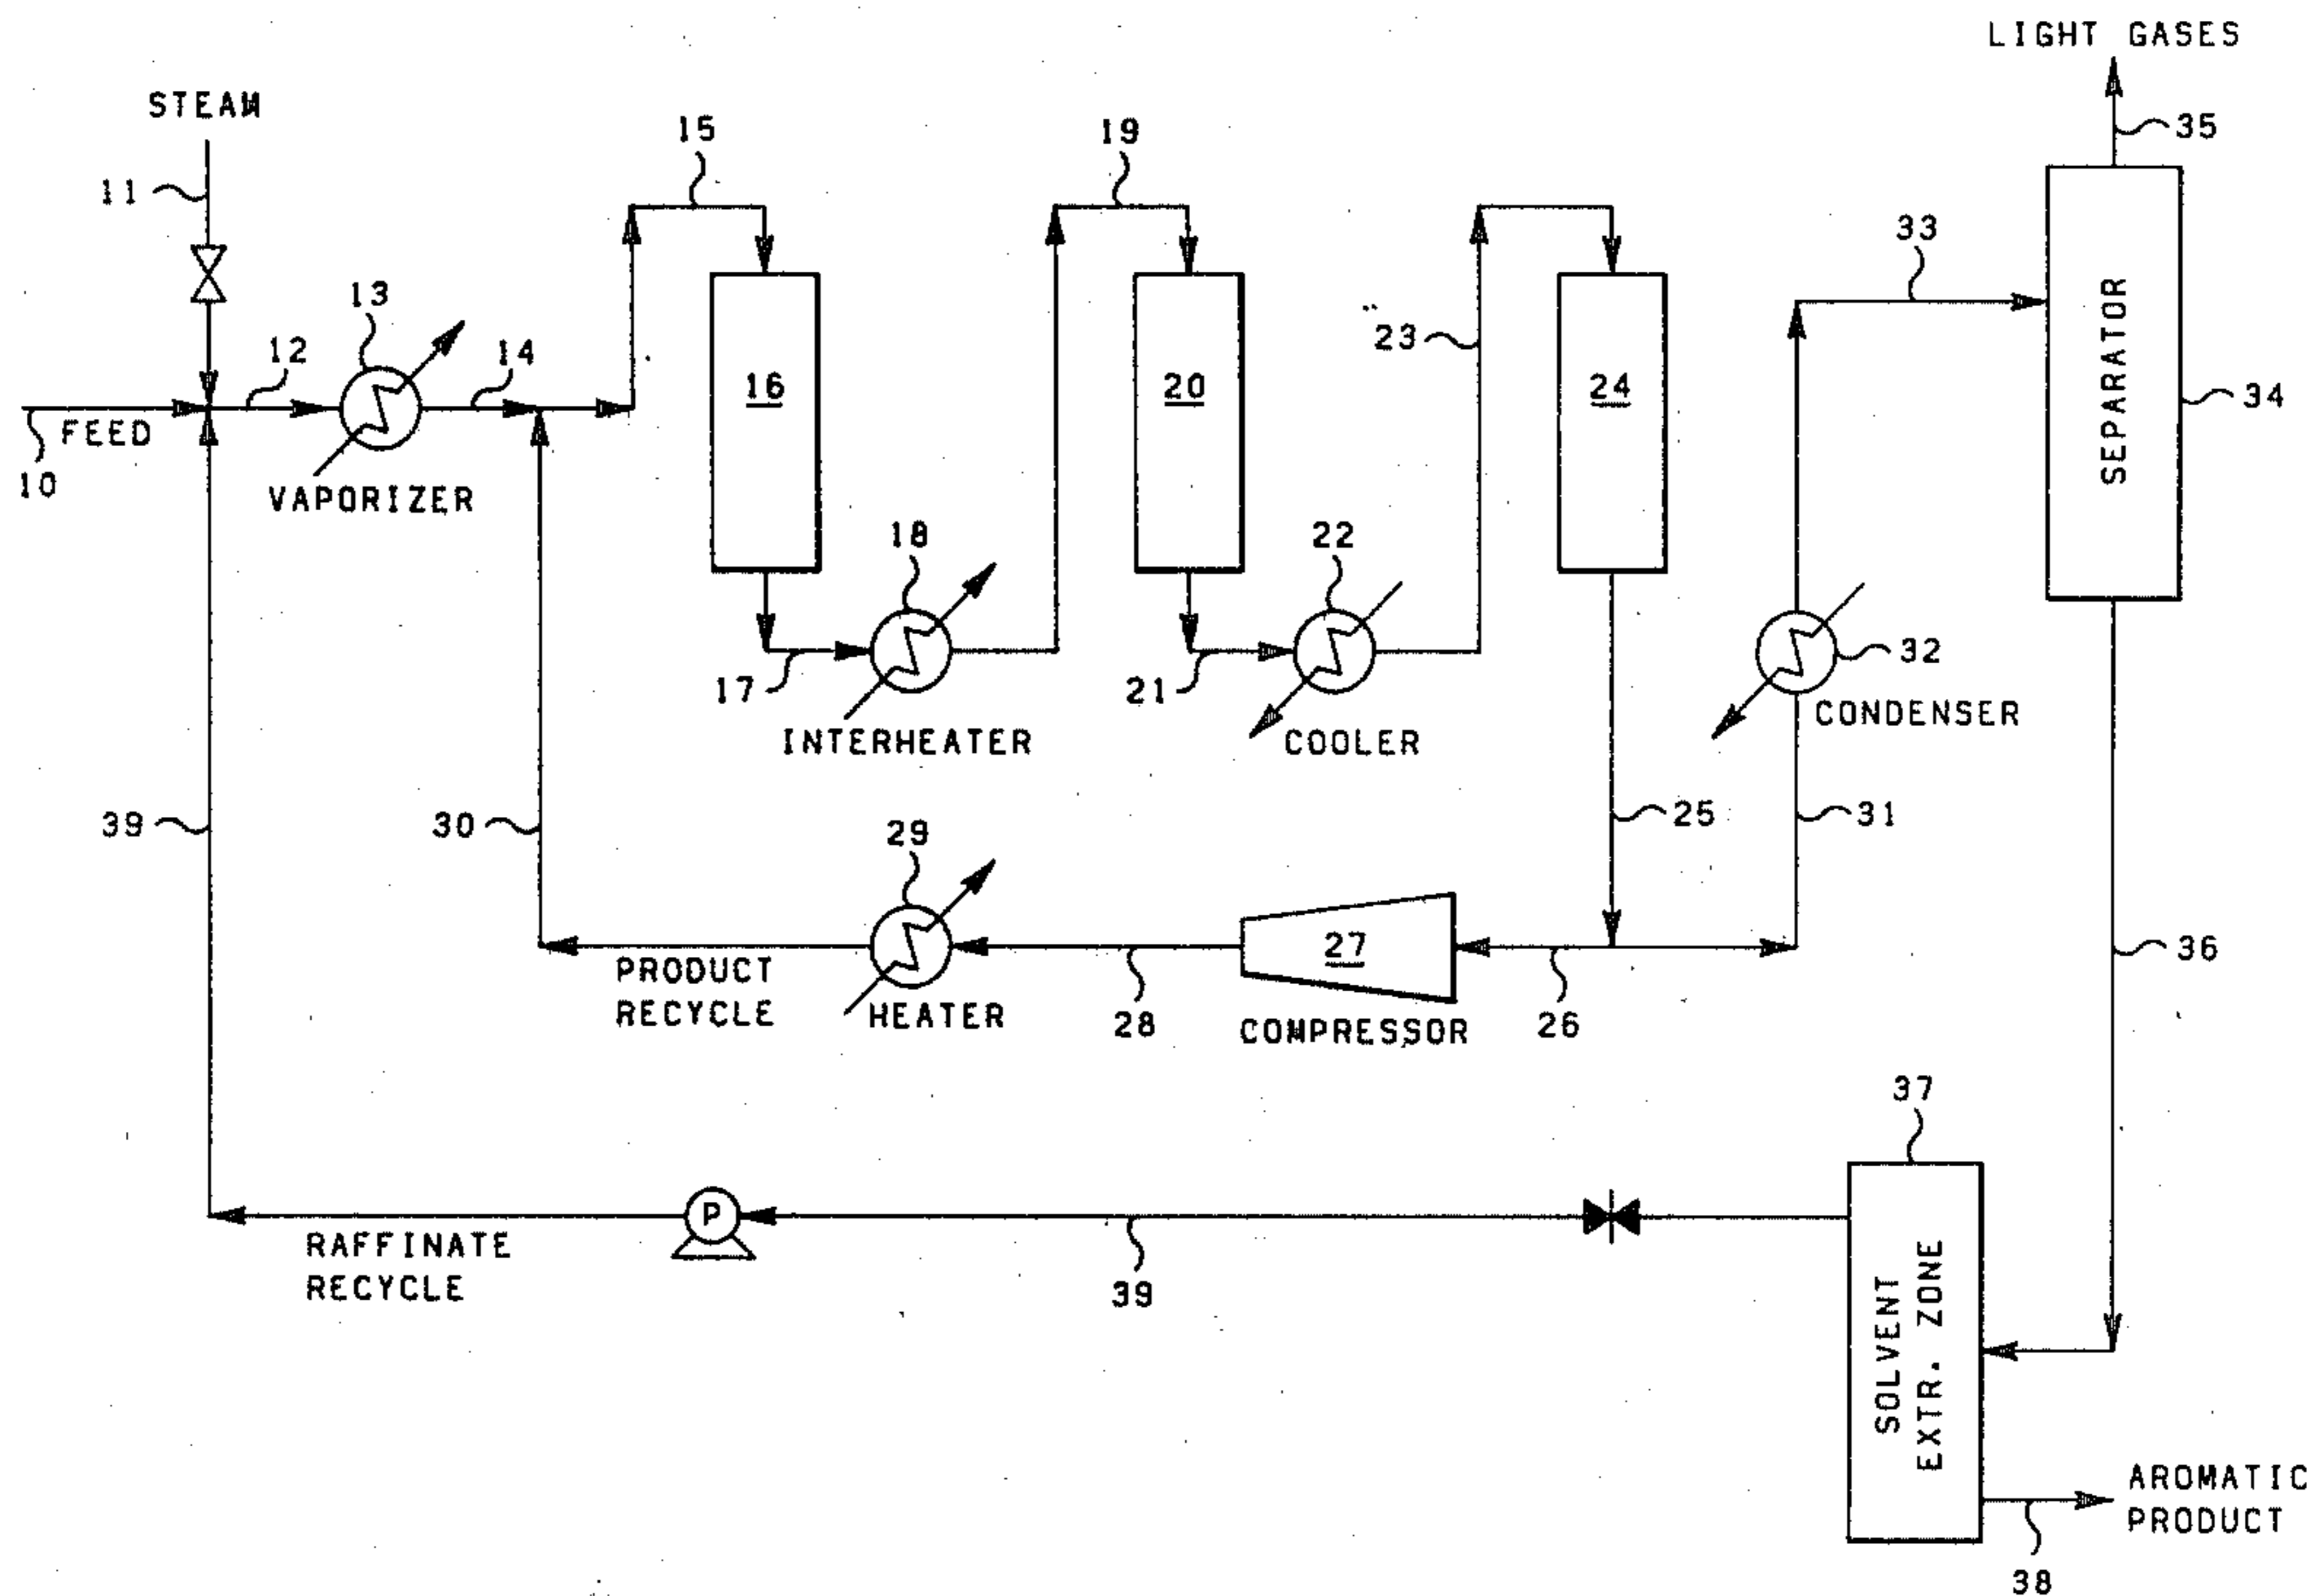 LIGHT GASES
STEAM
15
19
35
11
33
13
12
14
23
16
20
24
SEPARATOR
34
FEED
10
VAPORIZER
18
22
32
17
21
CONDENSER
INTERHEATER
COOLER
39
30
29
25
31
27
36
PRODUCT
RECYCLE
HEATER
28
COMPRESSOR
26
37
P
RAFFINATE
RECYCLE
39
SOLVENT
EXTR. ZONE
AROMATIC
PRODUCT
38